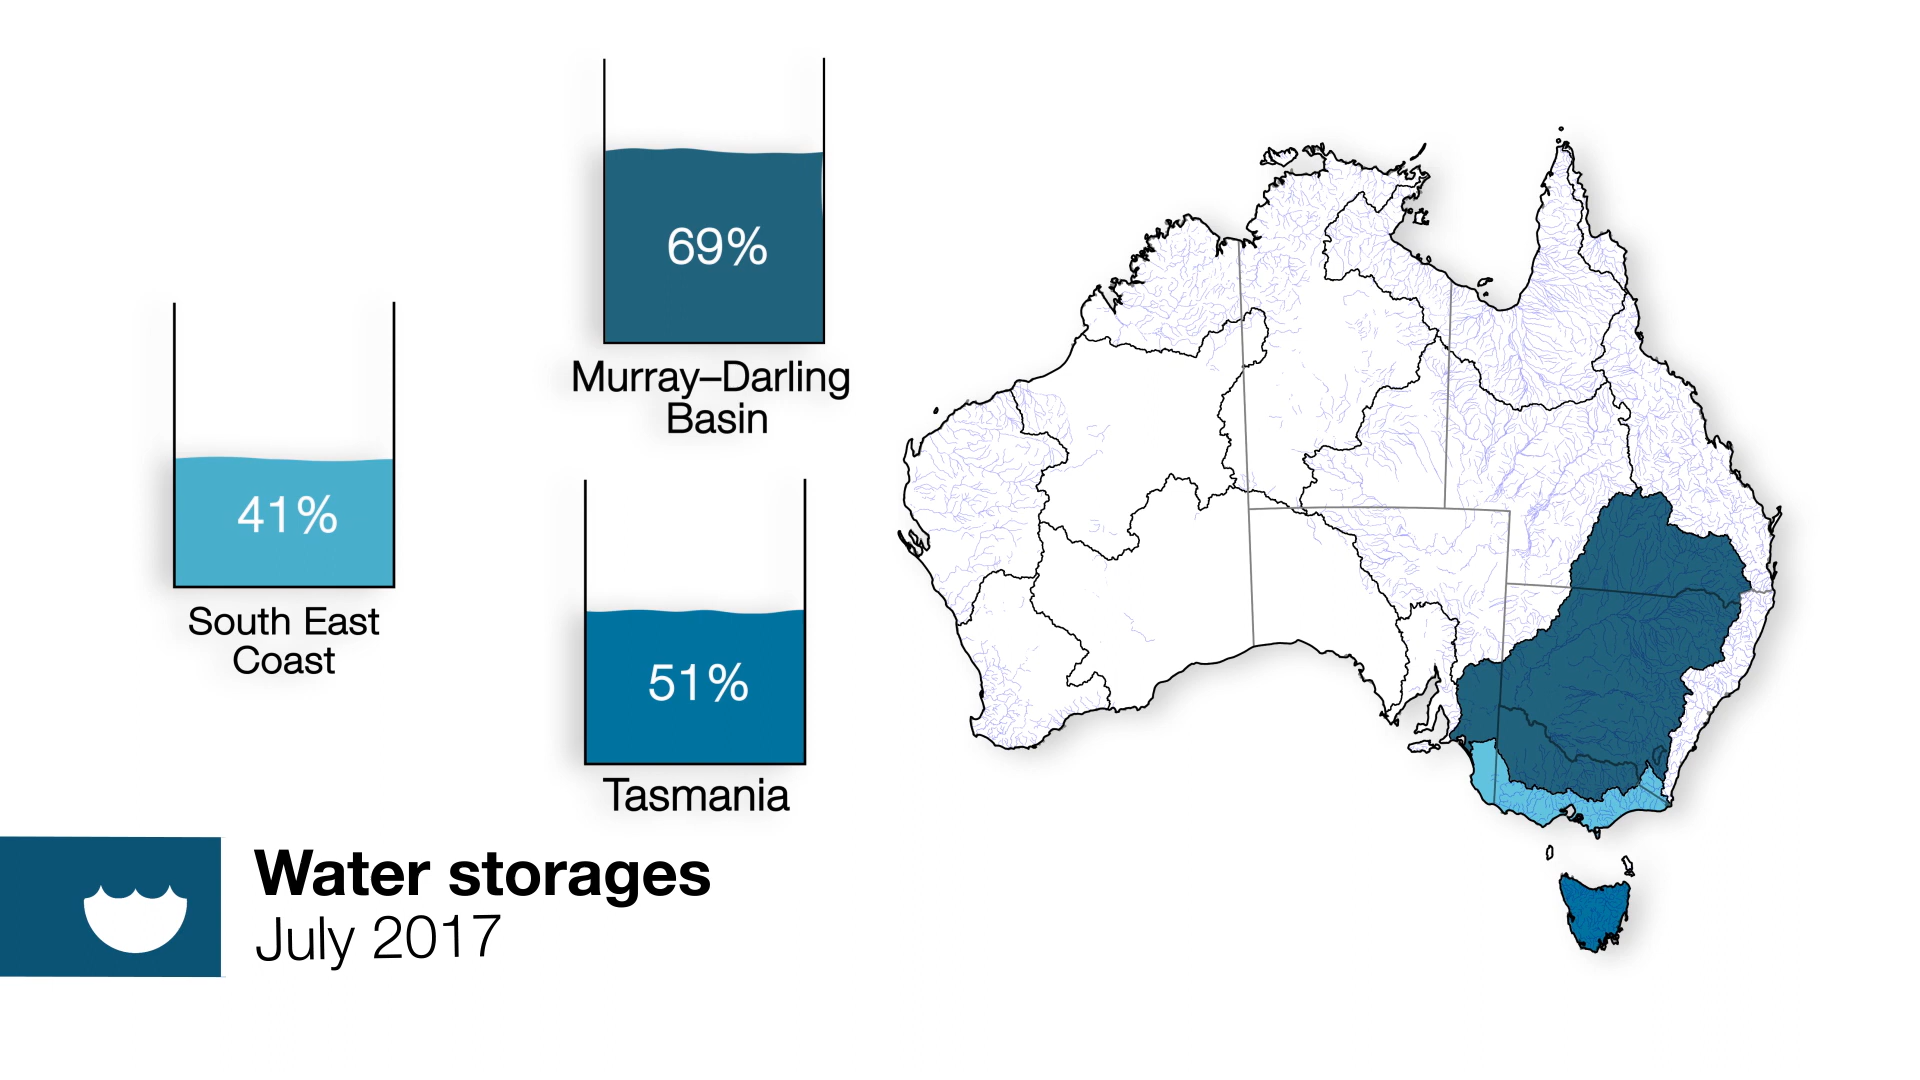 69%
Murray–Darling
Basin
41%
South East
Coast
51%
Tasmania
Water storages
July 2017